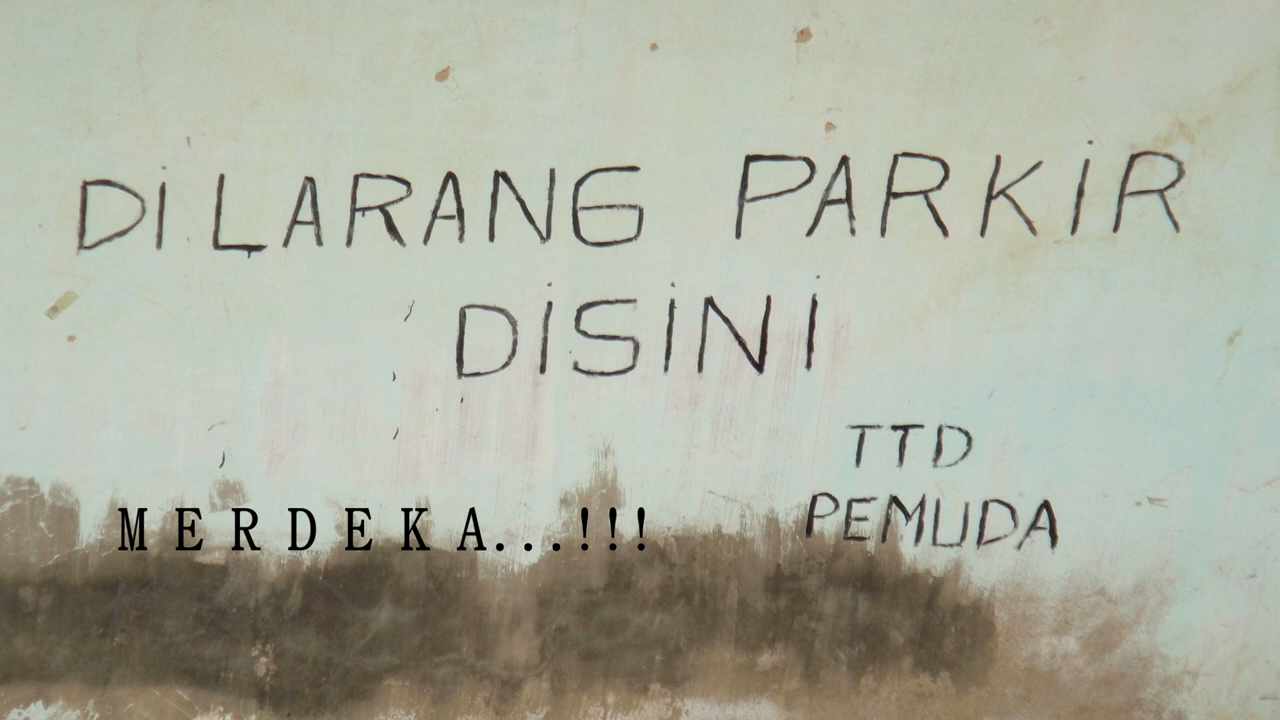 DiLARANG PARKiR
DiSiNi
TTD
PEMUDA
MERDEKA...!!!